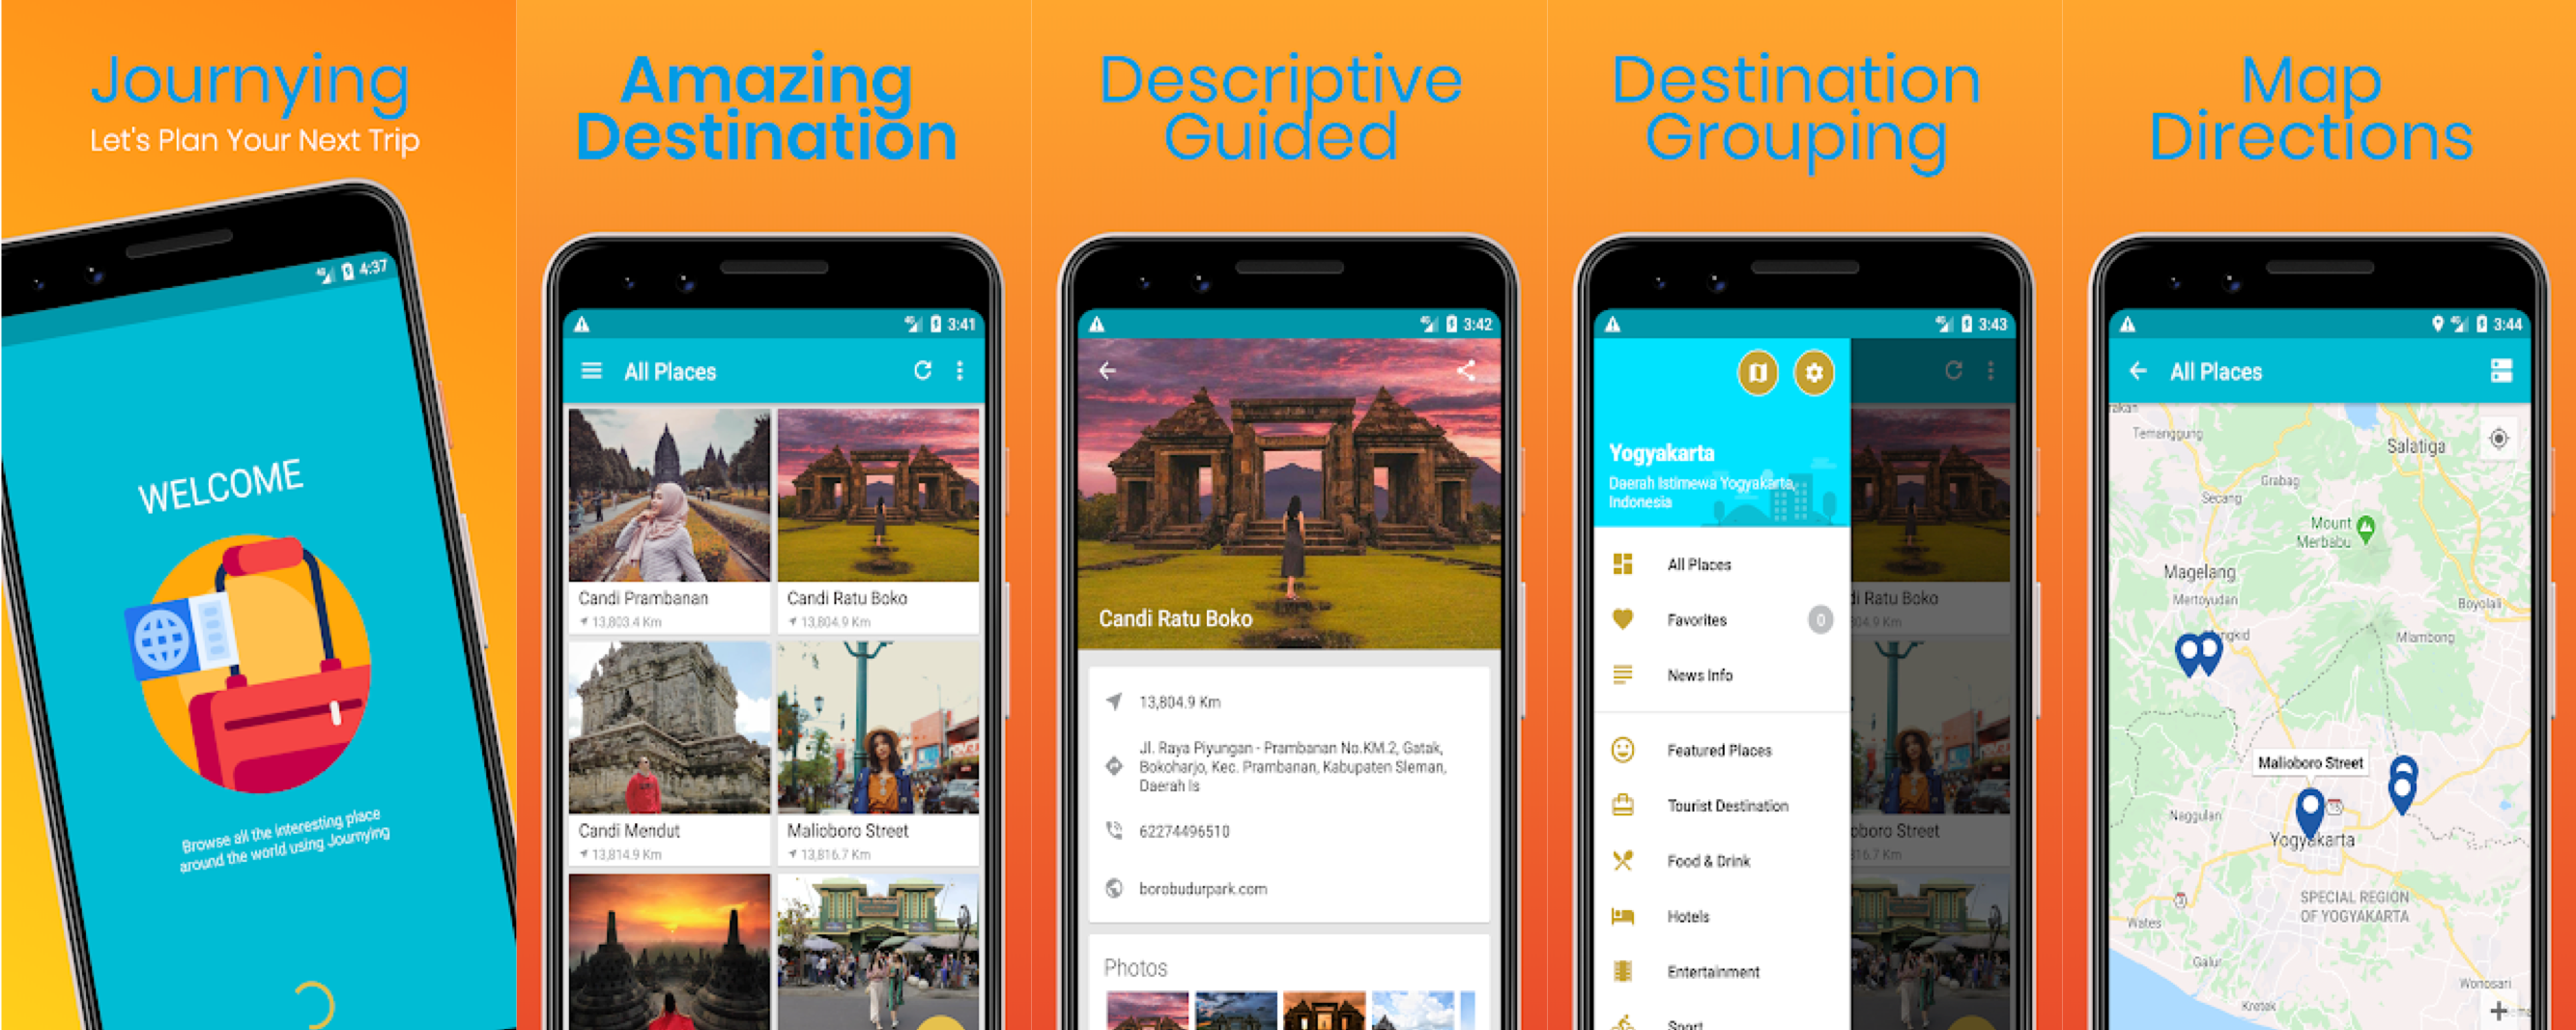 Journying
Let's Plan Your Next Trip
4:37
WELCOME
Browse all the interesting place
around the world using Journying
Amazing
Destination
3:41
All Places
Candi Prambanan
13,803.4 Km
Candi Ratu Boko
13,804.9 Km
Candi Mendut
13,814.9 Km
Malioboro Street
13,816.7 Km
Descriptive
Guided
3:42
Candi Ratu Boko
13,804.9 Km
Jl. Raya Piyungan - Prambanan No.KM.2, Gatak,
Bokoharjo, Kec. Prambanan, Kabupaten Sleman,
Daerah Is
62274496510
borobudurpark.com
Photos
Destination
Grouping
3:43
Yogyakarta
Daerah Istimewa Yogyakarta,
Indonesia
All Places
Favorites 0
News Info
Featured Places
Tourist Destination
Food & Drink
Hotels
Entertainment
Sport
di Ratu Boko
804.9 Km
oboro Street
816.7 Km
Map
Directions
3:44
All Places
Temanggung
Salatiga
Grabag
Secang
Mount
Merbabu
Magelang
Mertoyudan
Boyolali
ngkid
Mlambong
Malioboro Street
15
Naggulan
Yogyakarta
SPECIAL REGION
OF YOGYAKARTA
Wates
Galur
Wonosari
Kretek